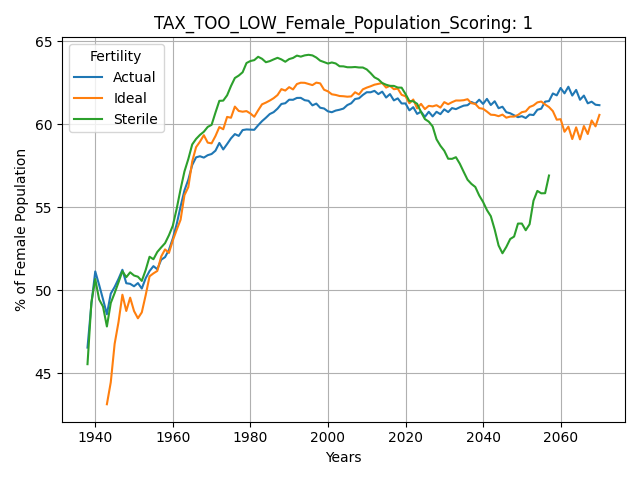 TAX_TOO_LOW_Female_Population_Scoring: 1
Fertility
Actual
Ideal
Sterile
% of Female Population
65
60
55
50
45
1940 1960 1980 2000 2020 2040 2060
Years